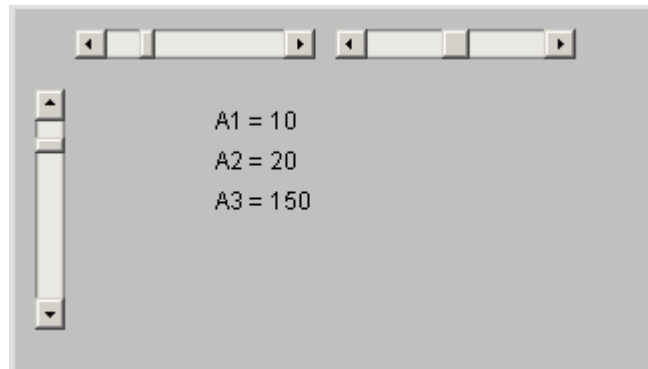 A1 = 10
A2 = 20
A3 = 150